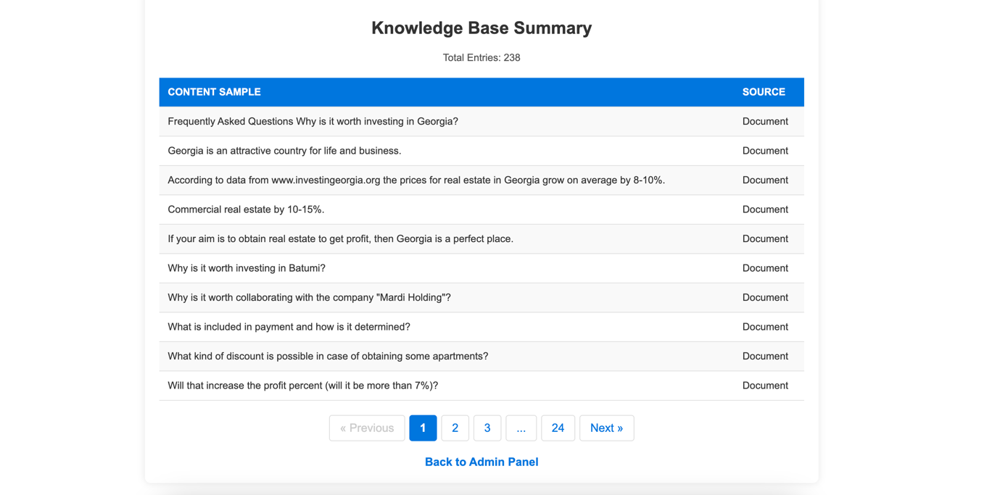 Knowledge Base Summary
Total Entries: 238
CONTENT SAMPLE SOURCE
Frequently Asked Questions Why is it worth investing in Georgia? Document
Georgia is an attractive country for life and business. Document
According to data from www.investingeorgia.org the prices for real estate in Georgia grow on average by 8-10%. Document
Commercial real estate by 10-15%. Document
If your aim is to obtain real estate to get profit, then Georgia is a perfect place. Document
Why is it worth investing in Batumi? Document
Why is it worth collaborating with the company "Mardi Holding"? Document
What is included in payment and how is it determined? Document
What kind of discount is possible in case of obtaining some apartments? Document
Will that increase the profit percent (will it be more than 7%)? Document
« Previous 1 2 3 ... 24 Next »
Back to Admin Panel